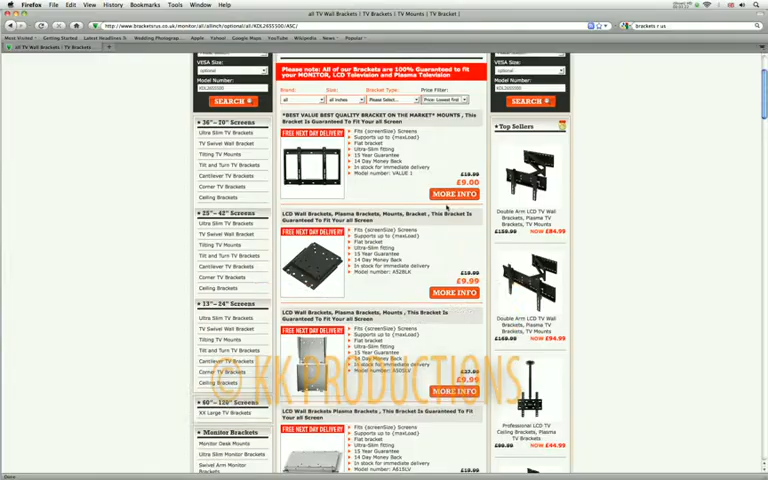 Firefox File Edit View History Bookmarks Tools Window Help
all TV Wall Brackets | TV Brackets | TV Mounts | TV Bracket |
brackets r us
Most Visited Getting Started Latest Headlines Wedding Photography Apple Yahoo! Google Maps YouTube Wikipedia News Popular
all TV Wall Brackets | TV Brackets ...
VESA Size:
optional
Model Number:
SEARCH
Please note: All of our Brackets are 100% Guaranteed to fit
your MONITOR, LCD Television and Plasma Television
Brand: Size: Bracket Type: Price Filter:
all all inches Please Select... Price: Lowest first
VESA Size:
optional
Model Number:
SEARCH
36"- 70" Screens
Ultra Slim TV Brackets
TV Swivel Wall Bracket
Tilting TV Mounts
Tilt and Turn TV Brackets
Cantilever TV Brackets
Corner TV Brackets
Ceiling Brackets
25"- 42" Screens
Ultra Slim TV Brackets
TV Swivel Wall Bracket
Tilting TV Mounts
Tilt and Turn TV Brackets
Cantilever TV Brackets
Corner TV Brackets
Ceiling Brackets
13"- 24" Screens
Ultra Slim TV Brackets
TV Swivel Wall Bracket
Tilting TV Mounts
Tilt and Turn TV Brackets
Cantilever TV Brackets
Corner TV Brackets
Ceiling Brackets
60"- 120" Screens
XX Large TV Brackets
Monitor Brackets
Monitor Desk Mounts
Ultra Slim Monitor
Brackets
Swivel Arm Monitor
Brackets
*BEST VALUE BEST QUALITY BRACKET ON THE MARKET* MOUNTS , This
Bracket Is Guaranteed To Fit Your all Screen
FREE NEXT DAY DELIVERY
Fits {screenSize} Screens
Supports up to {maxLoad}
Flat bracket
Ultra-Slim fitting
15 Year Guarantee
14 Day Money Back
In stock for immediate delivery
Model number: VALUE 1
£19.99
£9.00
MORE INFO
LCD Wall Brackets, Plasma Brackets, Mounts, Bracket , This Bracket Is
Guaranteed To Fit Your all Screen
FREE NEXT DAY DELIVERY
Fits {screenSize} Screens
Supports up to {maxLoad}
Flat bracket
Ultra-Slim fitting
15 Year Guarantee
14 Day Money Back
In stock for immediate delivery
Model number: A528LK
£19.99
£9.99
MORE INFO
LCD Wall Brackets, Plasma Brackets, Mounts , This Bracket Is
Guaranteed To Fit Your all Screen
FREE NEXT DAY DELIVERY
Fits {screenSize} Screens
Supports up to {maxLoad}
Flat bracket
Ultra-Slim fitting
15 Year Guarantee
14 Day Money Back
In stock for immediate delivery
£9.99
MORE INFO
© KK PRODUCTIONS
LCD Wall Brackets Plasma Brackets , This Bracket Is Guaranteed To Fit
Your all Screen
FREE NEXT DAY DELIVERY
Fits {screenSize} Screens
Supports up to {maxLoad}
Flat bracket
Ultra-Slim fitting
15 Year Guarantee
14 Day Money Back
In stock for immediate delivery
£19.99
Top Sellers
Double Arm LCD TV Wall
Brackets, Plasma TV
Brackets, TV Mounts
£159.99 NOW £84.99
Double Arm LCD TV Wall
Brackets, Plasma TV
Brackets, TV Mounts
£169.99 NOW £94.99
Professional LCD TV
Ceiling Brackets, Plasma
TV Brackets
£99.99 NOW £44.99
Done